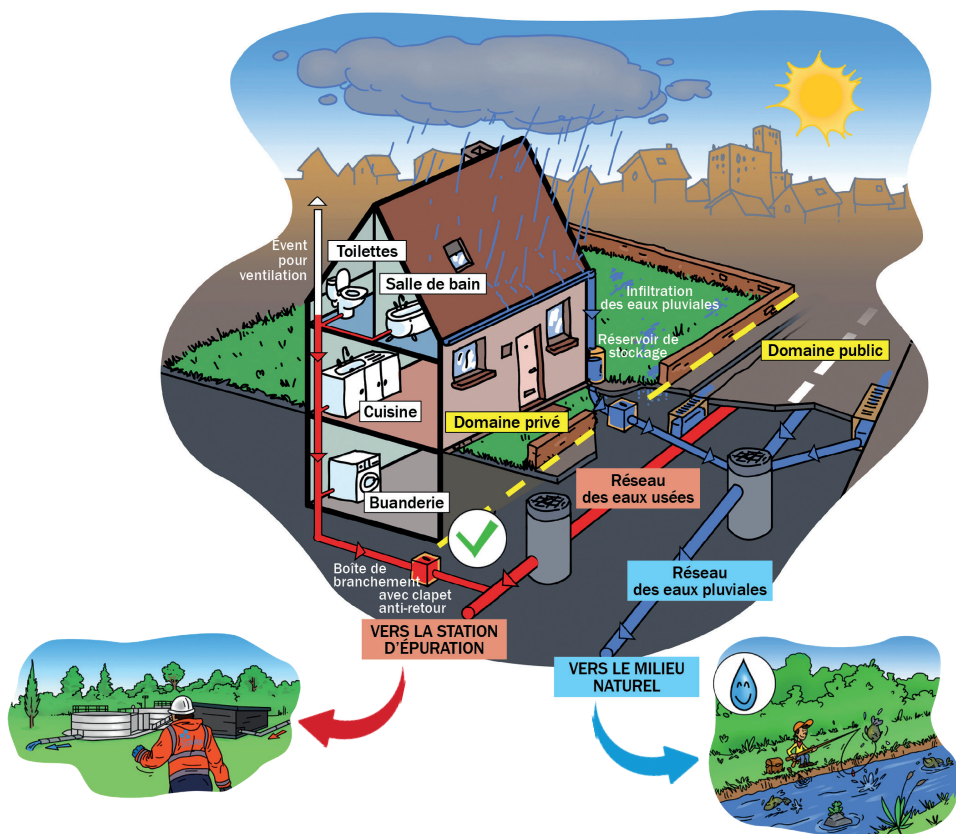 Évent
pour
ventilation
Toilettes
Salle de bain
Infiltration
des eaux pluviales
Réservoir de
stockage
Domaine public
Cuisine
Domaine privé
Buanderie
Réseau
des eaux usées
Boîte de
branchement
avec clapet
anti-retour
Réseau
des eaux pluviales
VERS LA STATION
D'ÉPURATION
VERS LE MILIEU
NATUREL